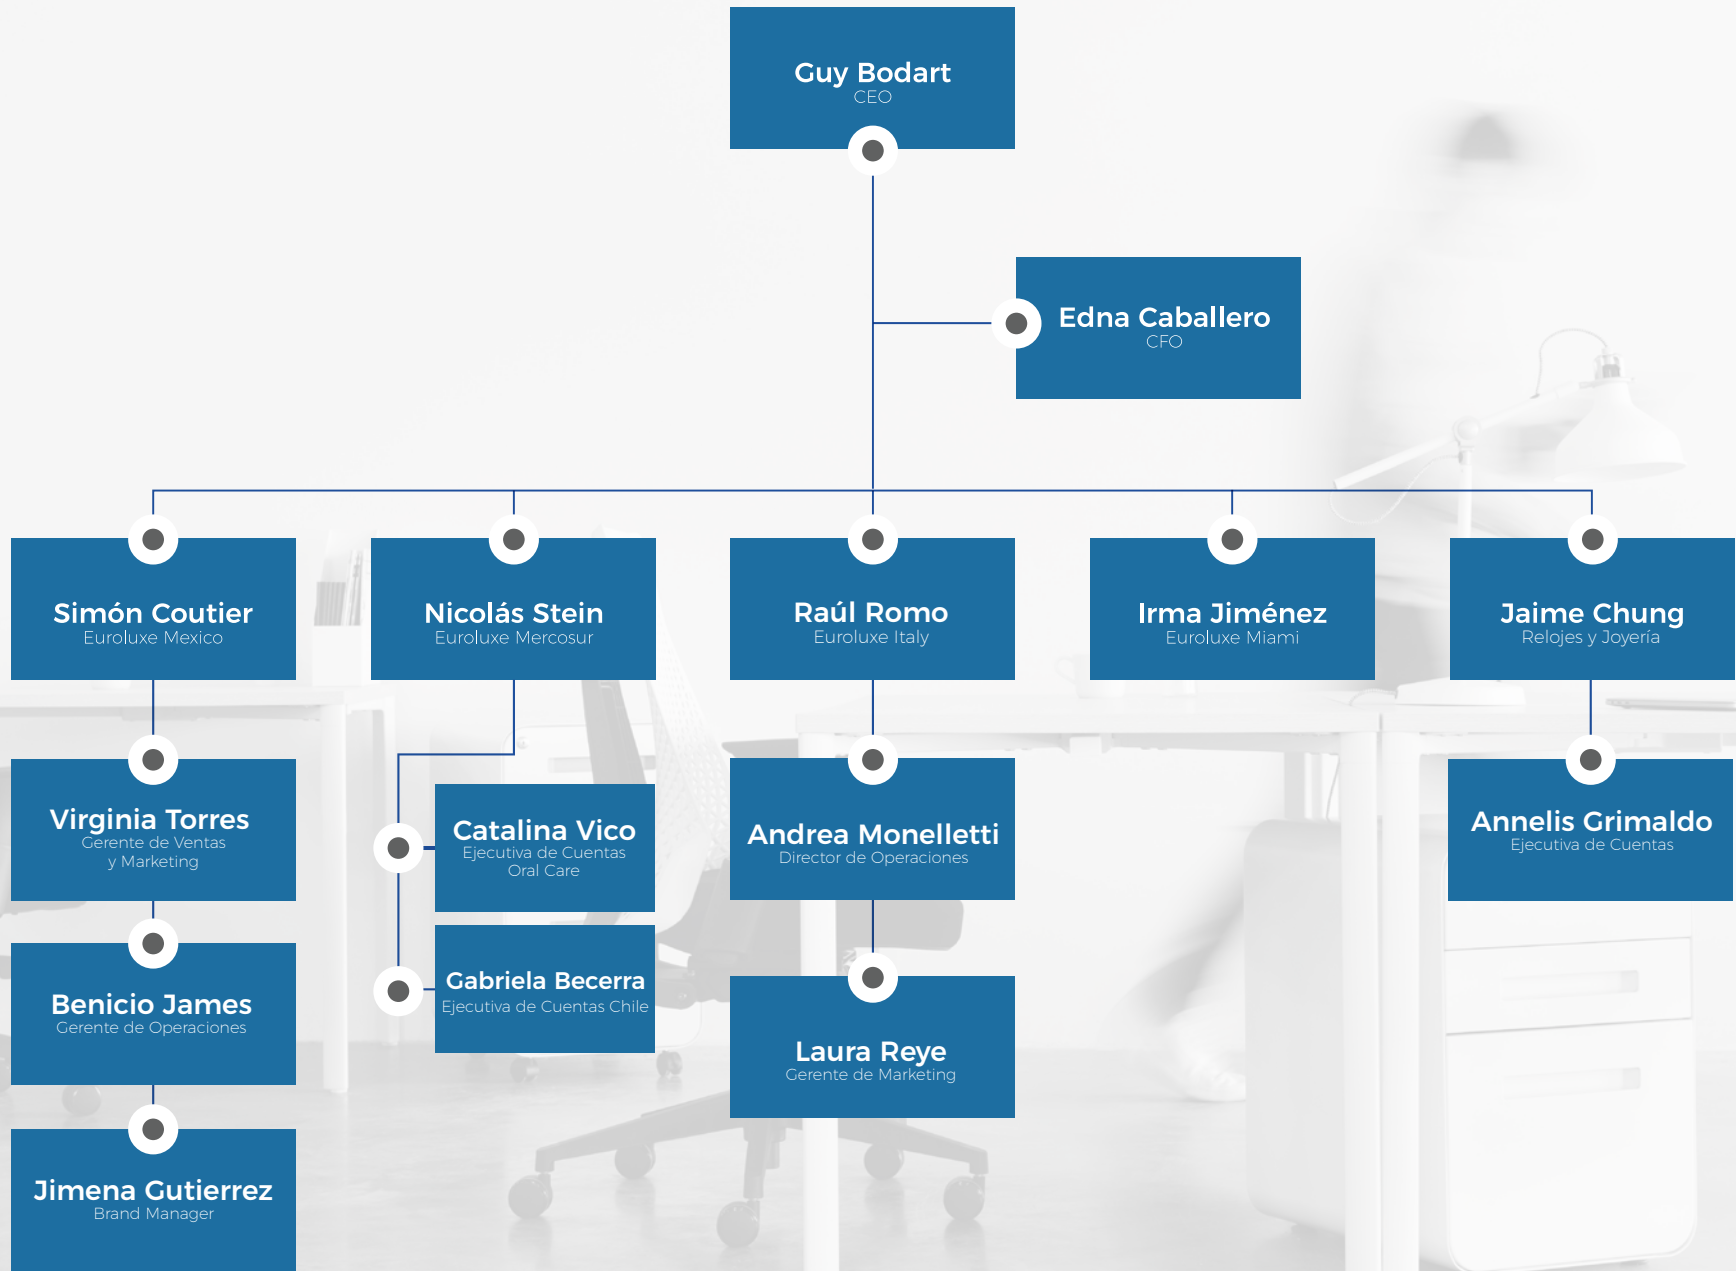 Guy Bodart
CEO
Edna Caballero
CFO
Simón Coutier
Euroluxe Mexico
Nicolás Stein
Euroluxe Mercosur
Raúl Romo
Euroluxe Italy
Irma Jiménez
Euroluxe Miami
Jaime Chung
Relojes y Joyería
Virginia Torres
Gerente de Ventas
y Marketing
Catalina Vico
Ejecutiva de Cuentas
Oral Care
Andrea Monelletti
Director de Operaciones
Annelis Grimaldo
Ejecutiva de Cuentas
Benicio James
Gerente de Operaciones
Gabriela Becerra
Ejecutiva de Cuentas Chile
Laura Reye
Gerente de Marketing
Jimena Gutierrez
Brand Manager